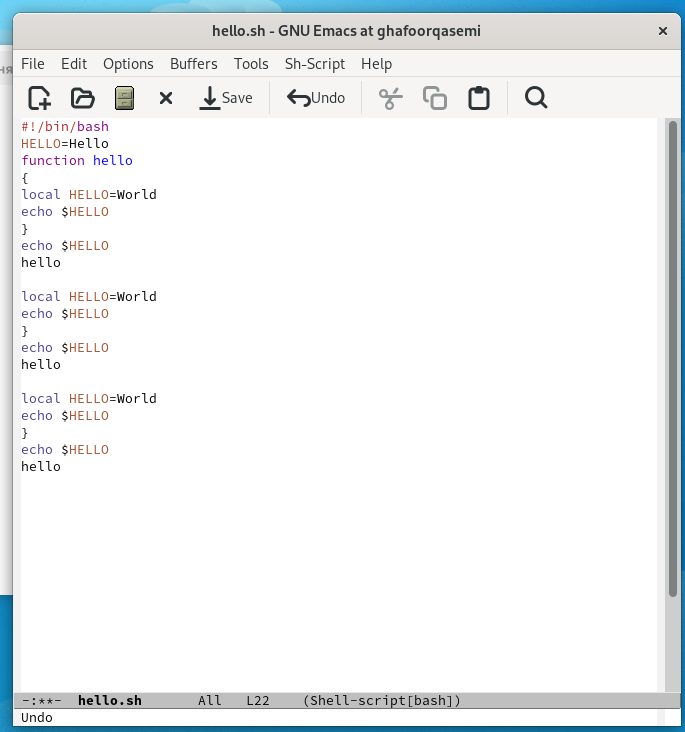 hello.sh - GNU Emacs at ghafoorqasemi
File Edit Options Buffers Tools Sh-Script Help
Save Undo
#!/bin/bash
HELLO=Hello
function hello
{
local HELLO=World
echo $HELLO
}
echo $HELLO
hello
local HELLO=World
echo $HELLO
}
echo $HELLO
hello
local HELLO=World
echo $HELLO
}
echo $HELLO
hello
-:**- hello.sh All L22 (Shell-script[bash])
Undo